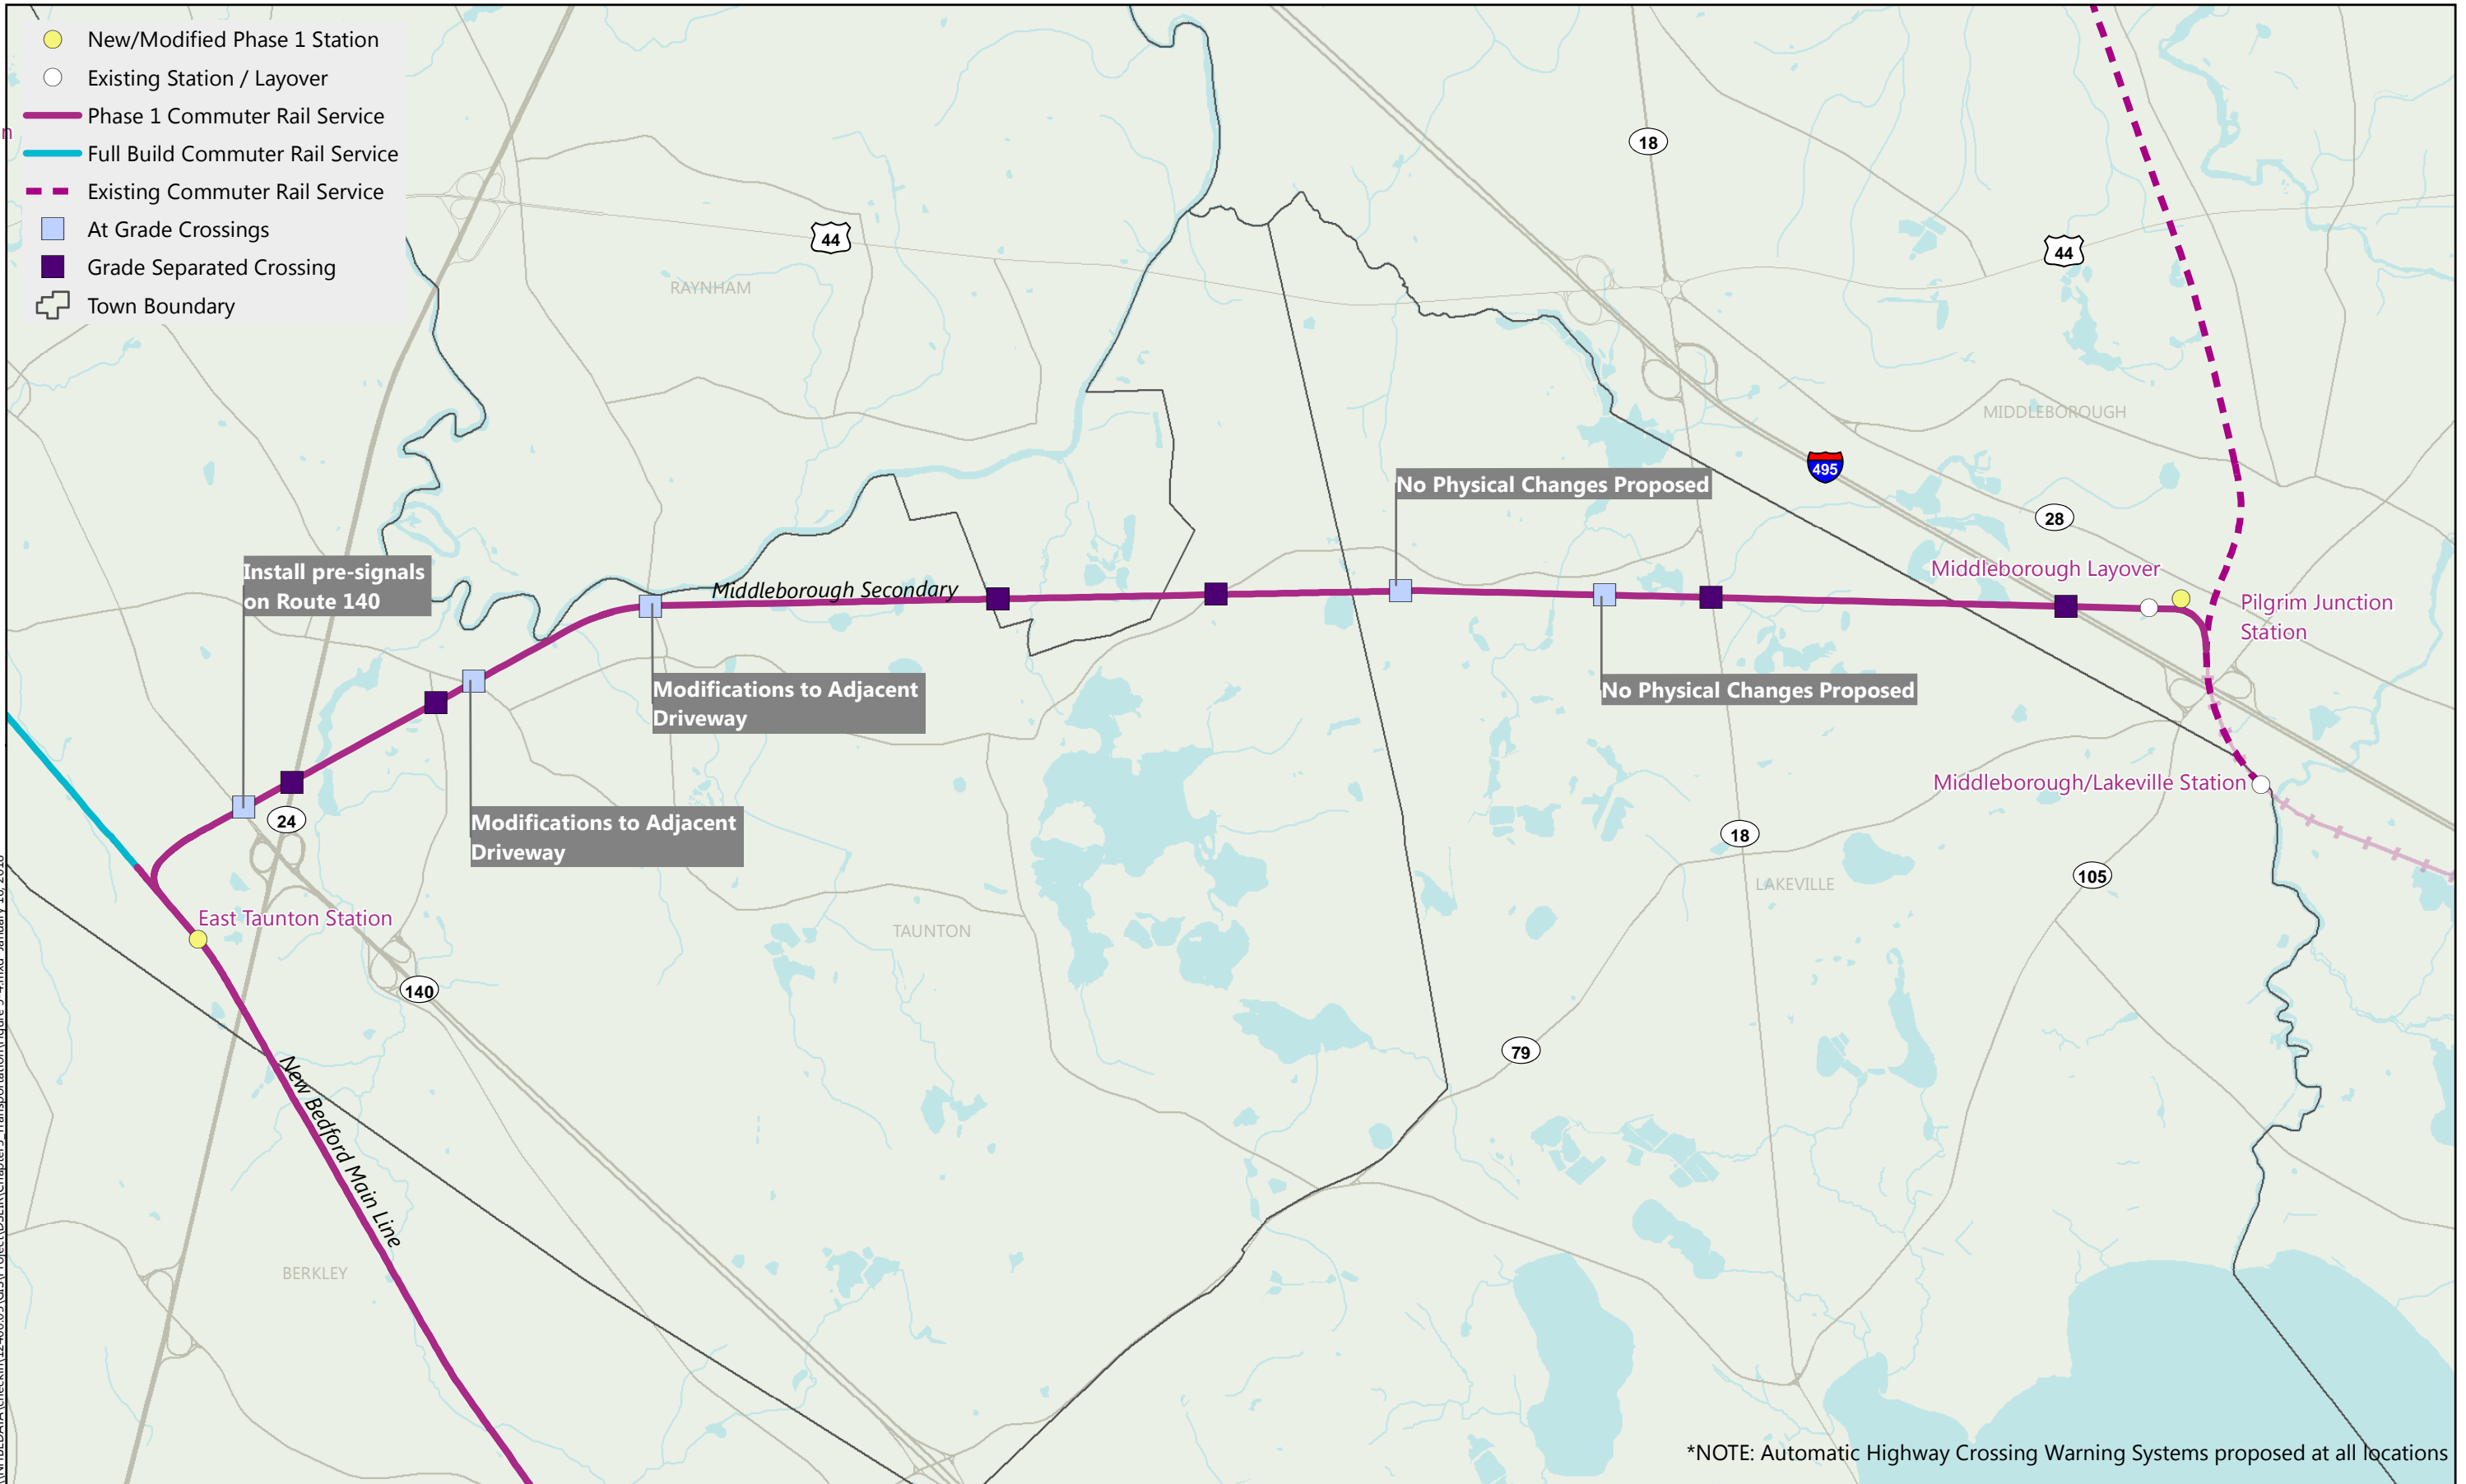 New/Modified Phase 1 Station
Existing Station / Layover
Phase 1 Commuter Rail Service
Full Build Commuter Rail Service
Existing Commuter Rail Service
At Grade Crossings
Grade Separated Crossing
Town Boundary
n
18
44
44
RAYNHAM
MIDDLEBOROUGH
495
No Physical Changes Proposed
28
Install pre-signals
on Route 140
Middleborough Layover
Middleborough Secondary
Pilgrim Junction
Station
Modifications to Adjacent
Driveway
No Physical Changes Proposed
Middleborough/Lakeville Station
24
Modifications to Adjacent
Driveway
18
105
LAKEVILLE
East Taunton Station
TAUNTON
140
79
New Bedford Main Line
BERKLEY
*NOTE: Automatic Highway Crossing Warning Systems proposed at all locations